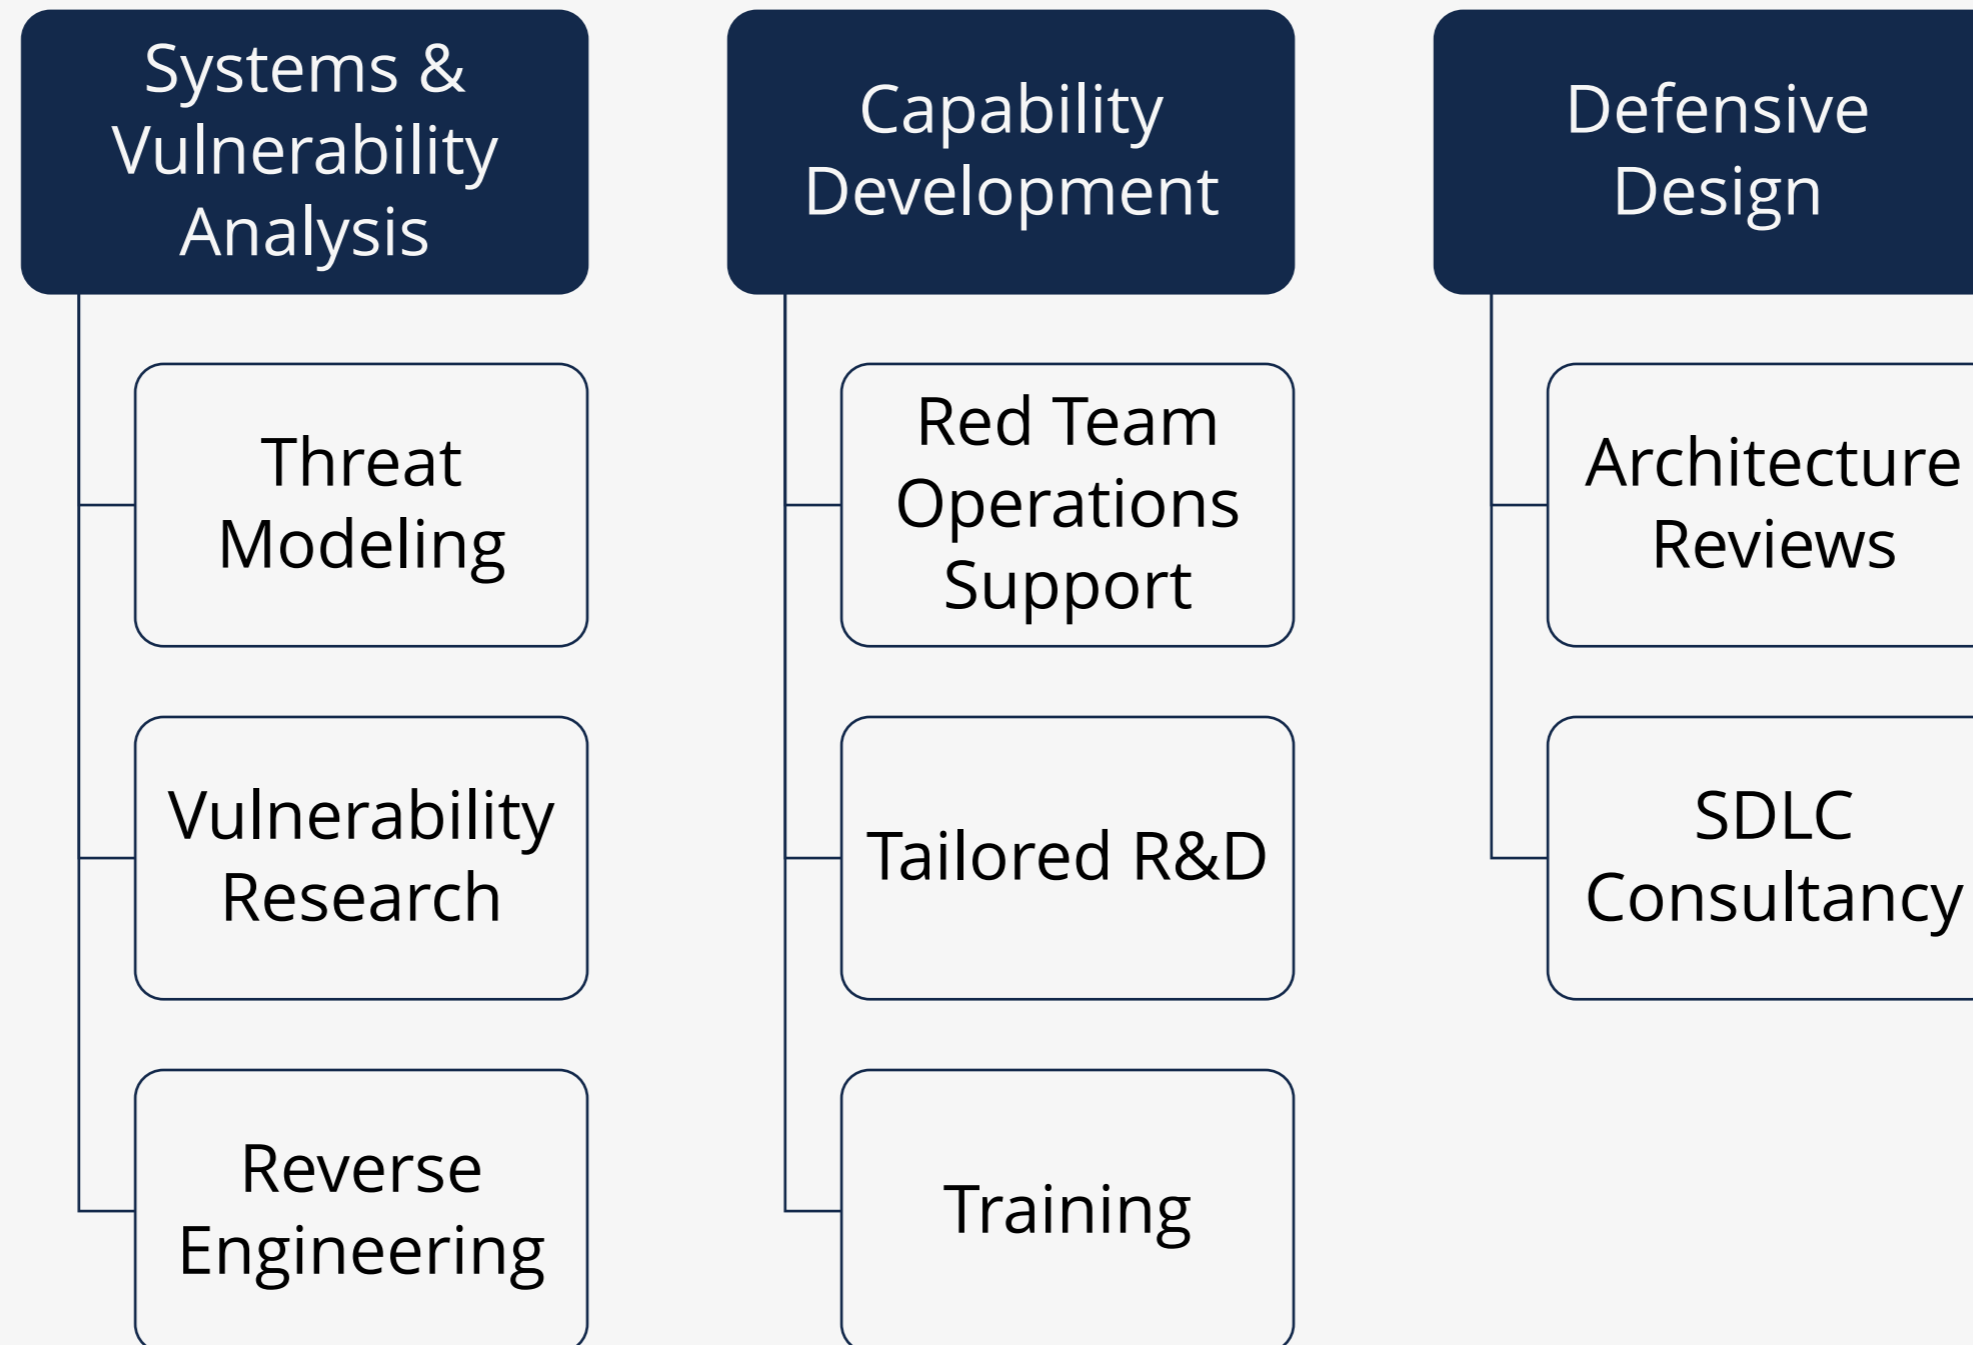 Systems &
Vulnerability
Analysis
Threat
Modeling
Vulnerability
Research
Reverse
Engineering
Capability
Development
Red Team
Operations
Support
Tailored R&D
Training
Defensive
Design
Architecture
Reviews
SDLC
Consultancy